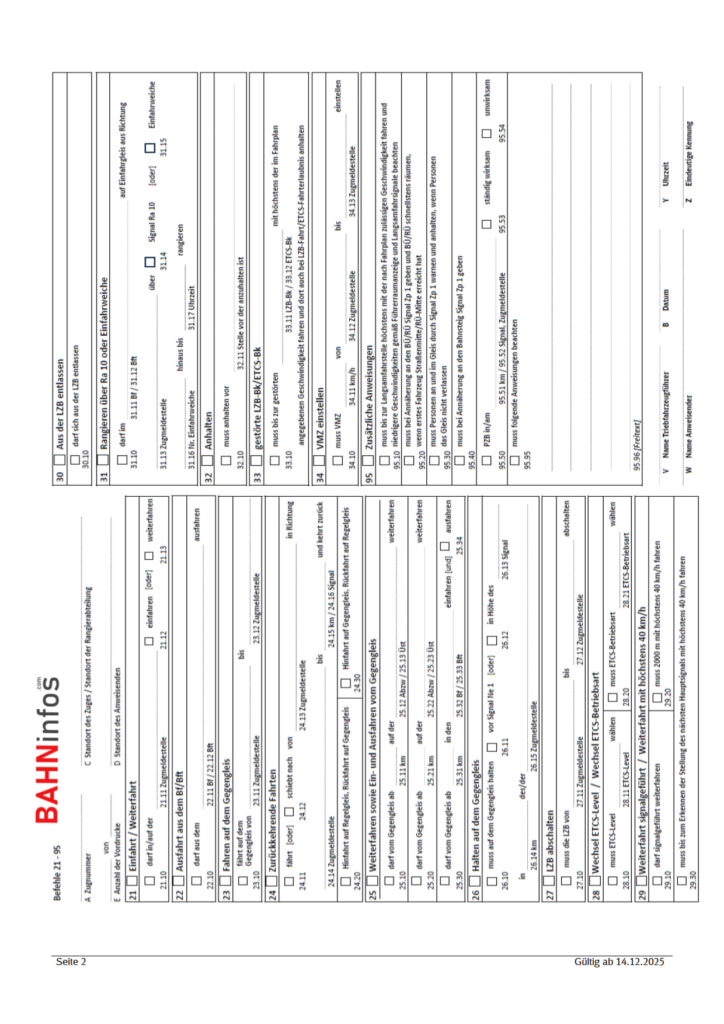 BAHNinfos
.com
Befehle 21 - 95
A Zugnummer
C Standort des Zuges / Standort der Rangierabteilung
von
E Anzahl der Vordrucke
D Standort des Anweisenden
21 Einfahrt / Weiterfahrt
darf in/auf der einfahren [oder] weiterfahren
21.10 21.11 Zugmeldestelle 21.12 21.13
22 Ausfahrt aus dem Bf/Bft
darf aus dem ausfahren
22.10 22.11 Bf / 22.12 Bft
23 Fahren auf dem Gegengleis
fährt auf dem
Gegengleis von bis
23.10 23.11 Zugmeldestelle 23.12 Zugmeldestelle
24 Zurückkehrende Fahrten
fährt [oder] schiebt nach von in Richtung
24.11 24.12 24.13 Zugmeldestelle
bis und kehrt zurück
24.14 Zugmeldestelle 24.15 km / 24.16 Signal
Hinfahrt auf Regelgleis, Rückfahrt auf Gegengleis Hinfahrt auf Gegengleis, Rückfahrt auf Regelgleis
24.20 24.30
25 Weiterfahren sowie Ein- und Ausfahren vom Gegengleis
darf vom Gegengleis ab auf der weiterfahren
25.10 25.11 km 25.12 Abzw / 25.13 Üst
darf vom Gegengleis ab auf der weiterfahren
25.20 25.21 km 25.22 Abzw / 25.23 Üst
darf vom Gegengleis ab in den einfahren [und] ausfahren
25.30 25.31 km 25.32 Bf / 25.33 Bft 25.34
26 Halten auf dem Gegengleis
muss auf dem Gegengleis halten vor Signal Ne 1 [oder] in Höhe des
26.10 26.11 26.12 26.13 Signal
in des/der
26.14 km 26.15 Zugmeldestelle
27 LZB abschalten
muss die LZB von bis abschalten
27.10 27.11 Zugmeldestelle 27.12 Zugmeldestelle
28 Wechsel ETCS-Level / Wechsel ETCS-Betriebsart
muss ETCS-Level wählen muss ETCS-Betriebsart wählen
28.10 28.11 ETCS-Level 28.20 28.21 ETCS-Betriebsart
29 Weiterfahrt signalgeführt / Weiterfahrt mit höchstens 40 km/h
darf signalgeführt weiterfahren muss 2000 m mit höchstens 40 km/h fahren
29.10 29.20
muss bis zum Erkennen der Stellung des nächsten Hauptsignals mit höchstens 40 km/h fahren
29.30
30 Aus der LZB entlassen
darf sich aus der LZB entlassen
30.10
31 Rangieren über Ra 10 oder Einfahrweiche
darf im auf Einfahrgleis aus Richtung
31.10 31.11 Bf / 31.12 Bft
über Signal Ra 10 [oder] Einfahrweiche
31.13 Zugmeldestelle 31.14 31.15
hinaus bis rangieren
31.16 Nr. Einfahrweiche 31.17 Uhrzeit
32 Anhalten
muss anhalten vor
32.10 32.11 Stelle vor der anzuhalten ist
33 gestörte LZB-Bk/ETCS-Bk
muss bis zur gestörten mit höchstens der im Fahrplan
33.10 33.11 LZB-Bk / 33.12 ETCS-Bk
angegebenen Geschwindigkeit fahren und dort auch bei LZB-Fahrt/ETCS-Fahrterlaubnis anhalten
34 VMZ einstellen
muss VMZ von bis einstellen
34.10 34.11 km/h 34.12 Zugmeldestelle 34.13 Zugmeldestelle
95 Zusätzliche Anweisungen
muss bis zur Langsamfahrstelle höchstens mit der nach Fahrplan zulässigen Geschwindigkeit fahren und
95.10 niedrigere Geschwindigkeiten gemäß Führerraumanzeige und Langsamfahrsignale beachten
muss bei Annäherung an den BÜ/RÜ Signal Zp 1 geben und BÜ/RÜ schnellstens räumen,
95.20 wenn erstes Fahrzeug Straßenmitte/RÜ-Mitte erreicht hat
muss Personen an und im Gleis durch Signal Zp 1 warnen und anhalten, wenn Personen
95.30 das Gleis nicht verlassen
muss bei Annäherung an den Bahnsteig Signal Zp 1 geben
95.40
PZB in/am ständig wirksam unwirksam
95.50 95.51 km / 95.52 Signal, Zugmeldestelle 95.53 95.54
muss folgende Anweisungen beachten
95.95
95.96 [Freitext]
V Name Triebfahrzeugführer B Datum Y Uhrzeit
W Name Anweisender Z Eindeutige Kennung
Seite 2
Gültig ab 14.12.2025